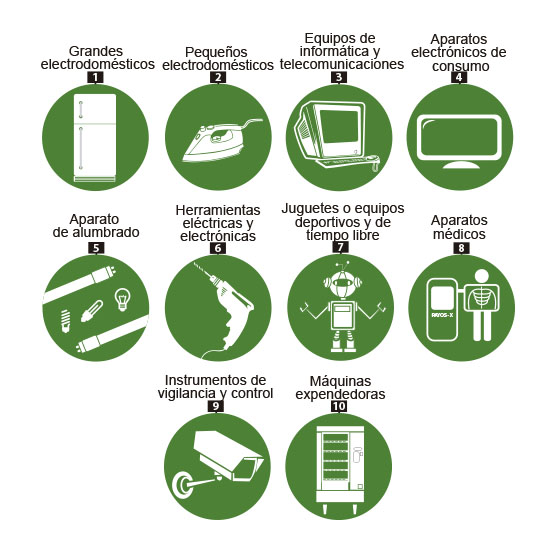 Grandes
electrodomésticos
1
Pequeños
electrodomésticos
2
Equipos de
informática y
telecomunicaciones
3
Aparatos
electrónicos de
consumo
4
Aparato
de alumbrado
5
Herramientas
eléctricas y
electrónicas
6
Juguetes o equipos
deportivos y de
tiempo libre
7
Aparatos
médicos
8
RAYOS-X
Instrumentos de
vigilancia y control
9
Máquinas
expendedoras
10